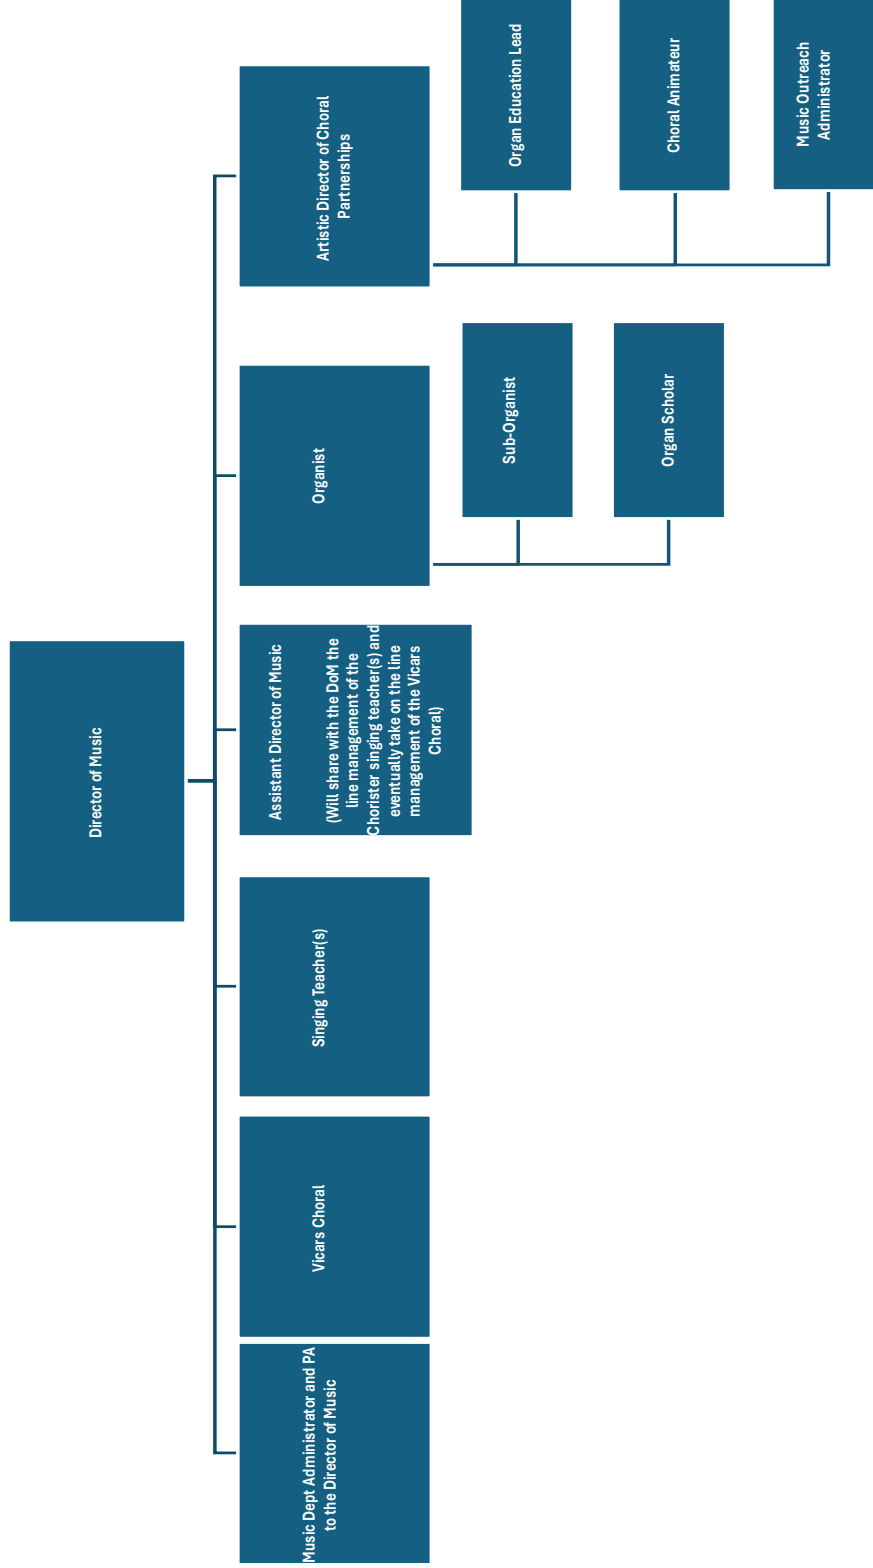 Director of Music
Music Dept Administrator and PA
to the Director of Music
Vicars Choral
Singing Teacher(s)
Assistant Director of Music
(Will share with the DoM the
line management of the
Chorister singing teacher(s) and
eventually take on the line
management of the Vicars
Choral)
Organist
Sub-Organist
Organ Scholar
Artistic Director of Choral
Partnerships
Organ Education Lead
Choral Animateur
Music Outreach
Administrator